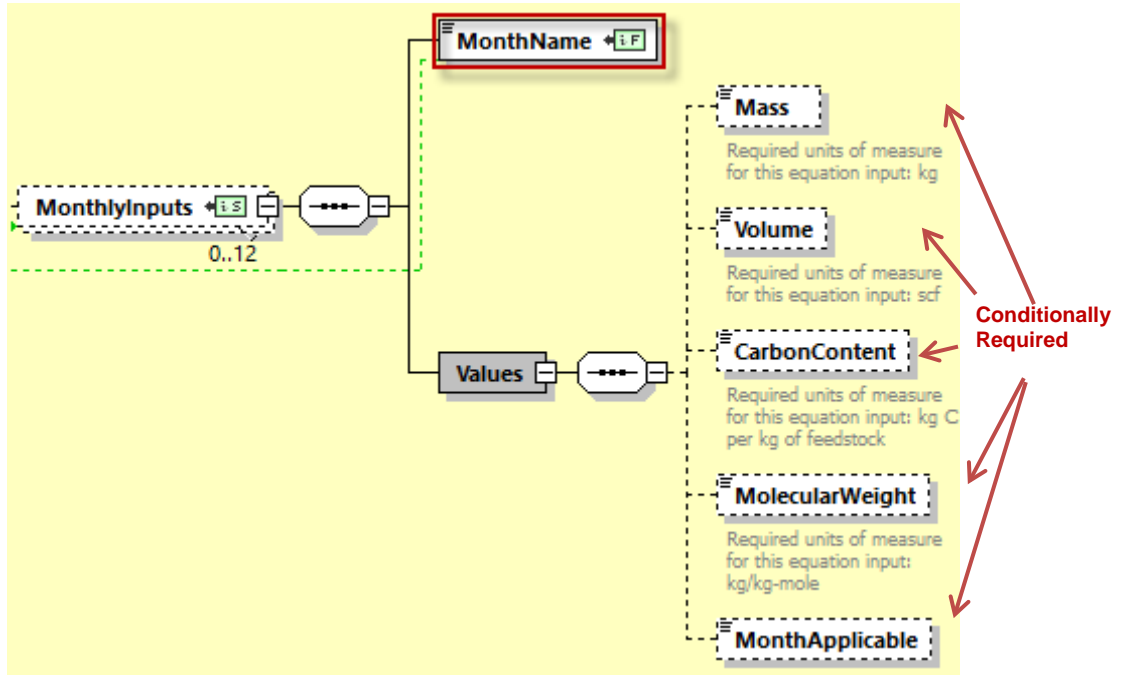 MonthName
i F
Mass
Required units of measure
for this equation input: kg
MonthlyInputs
i S
0..12
Volume
Required units of measure
for this equation input: scf
Conditionally
Required
CarbonContent
Values
Required units of measure
for this equation input: kg C
per kg of feedstock
MolecularWeight
Required units of measure
for this equation input:
kg/kg-mole
MonthApplicable